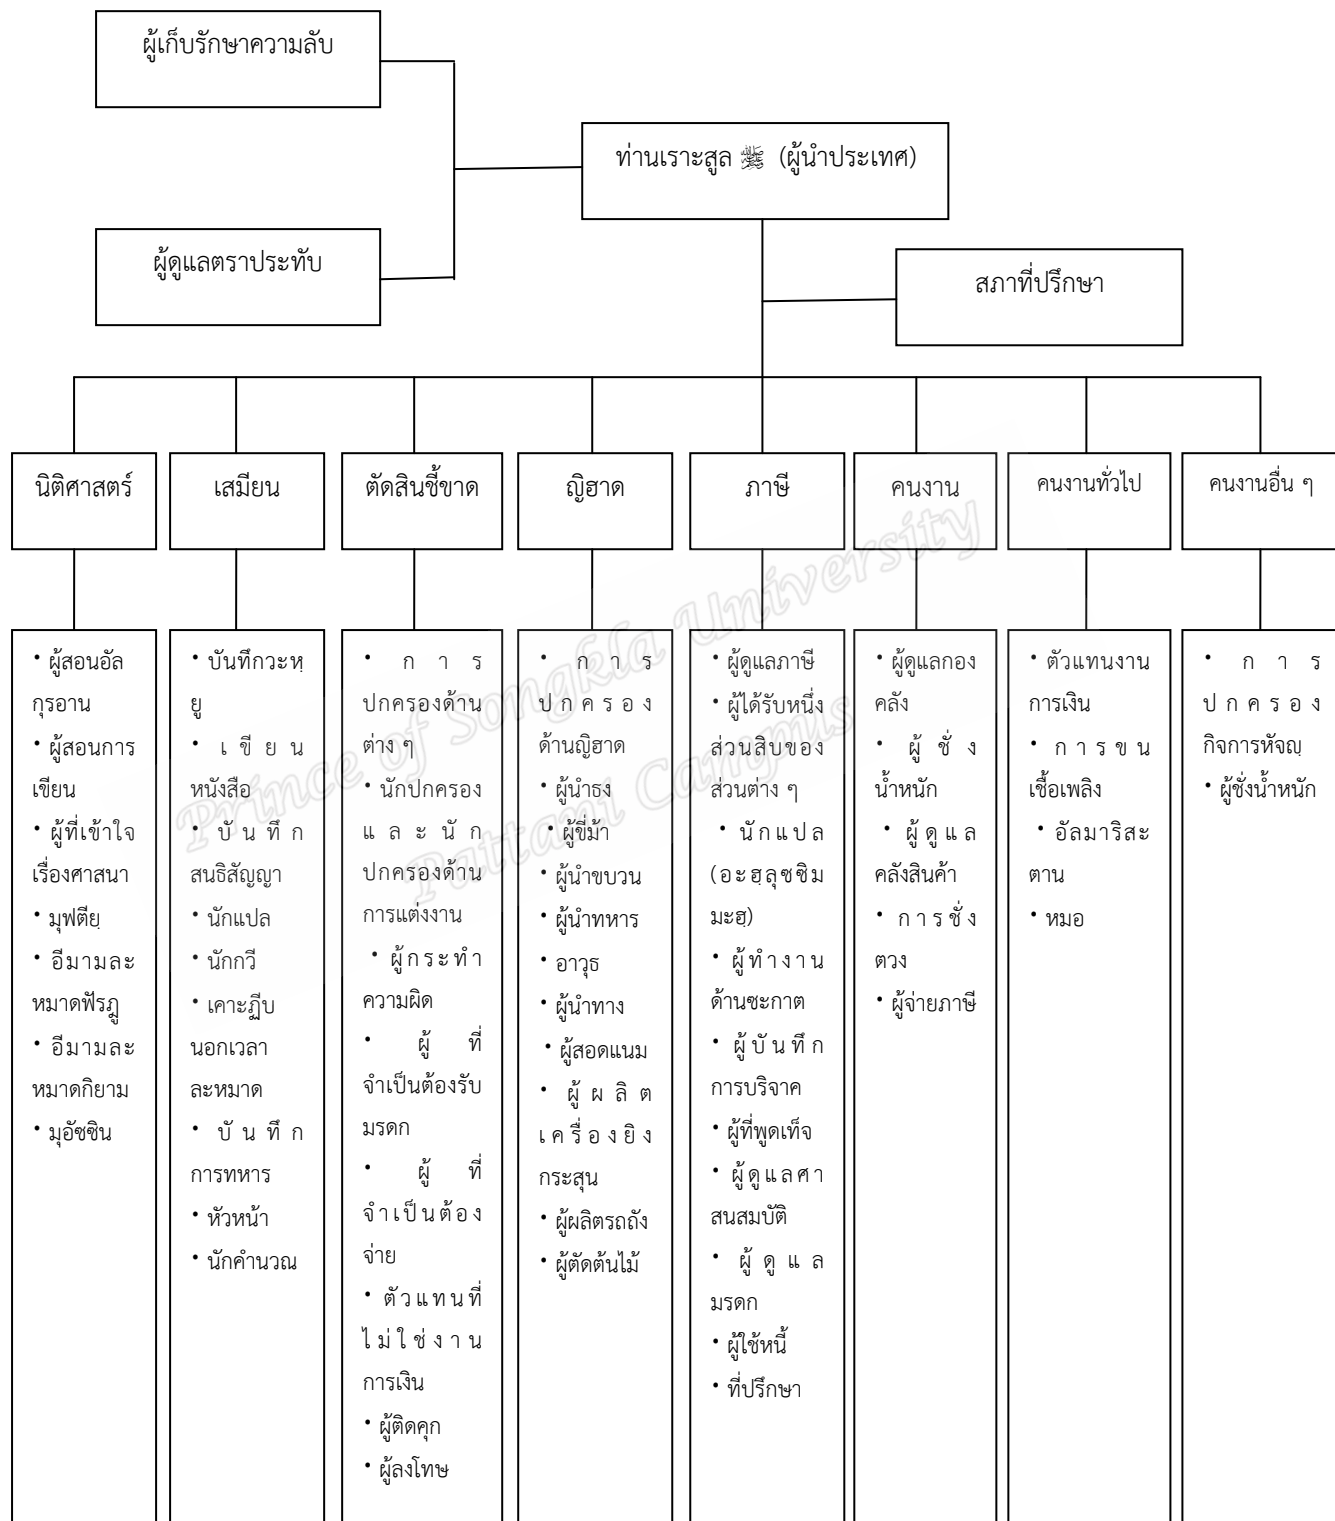 ผู้เก็บรักษาความลับ
ท่านเราะสูล ﷺ (ผู้นำประเทศ)
ผู้ดูแลตราประทับ
สภาที่ปรึกษา
นิติศาสตร์
เสมียน
ตัดสินชี้ขาด
ญิฮาด
ภาษี
คนงาน
คนงานทั่วไป
คนงานอื่น ๆ
• ผู้สอนอัล
กุรอาน
• ผู้สอนการ
เขียน
• ผู้ที่เข้าใจ
เรื่องศาสนา
• มุฟตียฺ
• อีมามละ
หมาดฟัรฎู
• อีมามละ
หมาดกิยาม
• มุอัซซิน
• บันทึกวะหฺ
ยู
• เขียน
หนังสือ
• บันทึก
สนธิสัญญา
• นักแปล
• นักกวี
• เคาะฏีบ
นอกเวลา
ละหมาด
• บันทึก
การทหาร
• หัวหน้า
• นักคำนวณ
• การ
ปกครองด้าน
ต่าง ๆ
• นักปกครอง
และนัก
ปกครองด้าน
การแต่งงาน
• ผู้กระทำ
ความผิด
• ผู้ที่
จำเป็นต้องรับ
มรดก
• ผู้ที่
จำเป็นต้อง
จ่าย
• ตัวแทนที่
ไม่ใช่งาน
การเงิน
• ผู้ติดคุก
• ผู้ลงโทษ
• การ
ปกครอง
ด้านญิฮาด
• ผู้นำธง
• ผู้ขี่ม้า
• ผู้นำขบวน
• ผู้นำทหาร
• อาวุธ
• ผู้นำทาง
• ผู้สอดแนม
• ผู้ผลิต
เครื่องยิง
กระสุน
• ผู้ผลิตรถถัง
• ผู้ตัดต้นไม้
• ผู้ดูแลภาษี
• ผู้ได้รับหนึ่ง
ส่วนสิบของ
ส่วนต่าง ๆ
• นักแปล
(อะฮฺลุซซิม
มะฮฺ)
• ผู้ทำงาน
ด้านซะกาต
• ผู้บันทึก
การบริจาค
• ผู้ที่พูดเท็จ
• ผู้ดูแลศา
สนสมบัติ
• ผู้ดูแล
มรดก
• ผู้ใช้หนี้
• ที่ปรึกษา
• ผู้ดูแลกอง
คลัง
• ผู้ชั่ง
น้ำหนัก
• ผู้ดูแล
คลังสินค้า
• การชั่ง
ตวง
• ผู้จ่ายภาษี
• ตัวแทนงาน
การเงิน
• การขน
เชื้อเพลิง
• อัลมาริสะ
ตาน
• หมอ
• การ
ปกครอง
กิจการหัจญฺ
• ผู้ชั่งน้ำหนัก
Prince of Songkla University
Pattani Campus